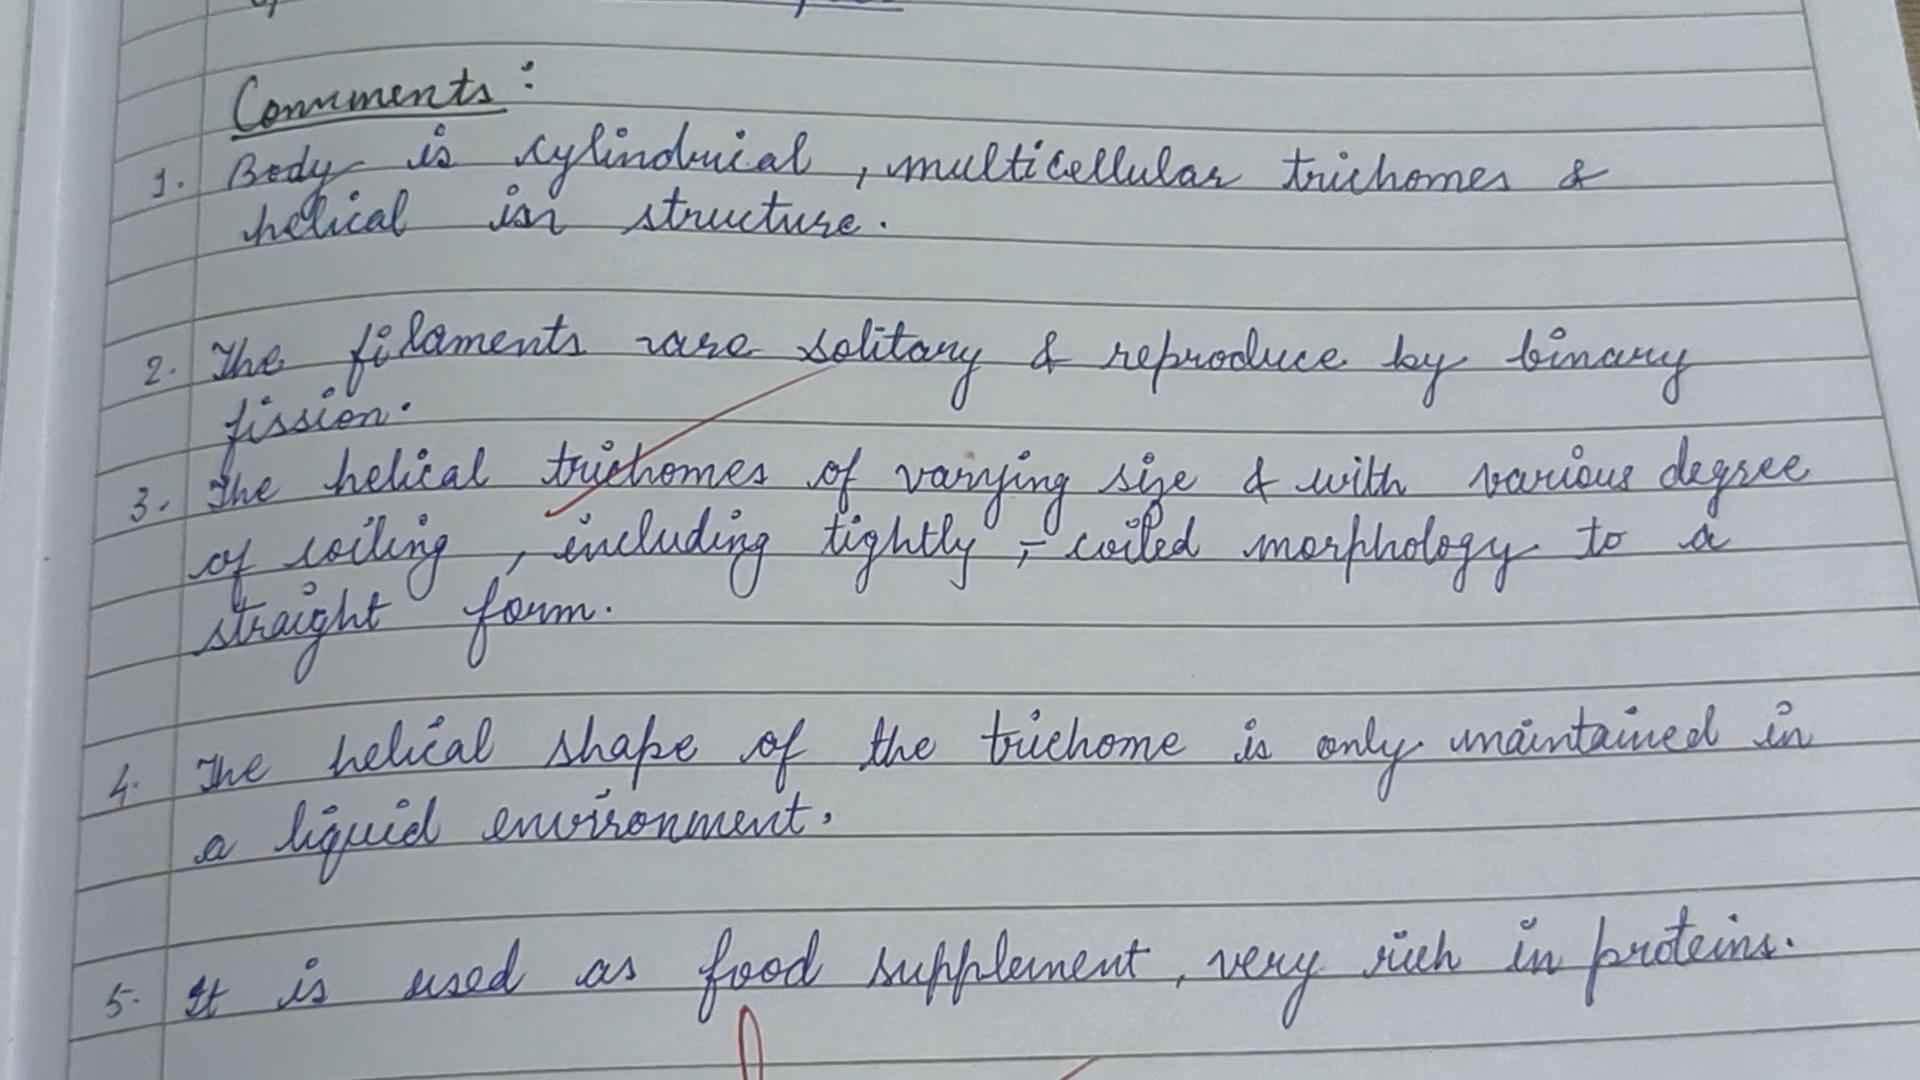 Comments :
1. Body is cylindrical , multicellular trichomes &
helical in structure .
2. The filaments are solitary & reproduce by binary
fission .
3. The helical trichomes of varying size & with various degree
of coiling , including tightly , - coiled morphology to a
straight form .
4. The helical shape of the trichome is only maintained in
a liquid environment .
5. It is used as food supplement , very rich in proteins .